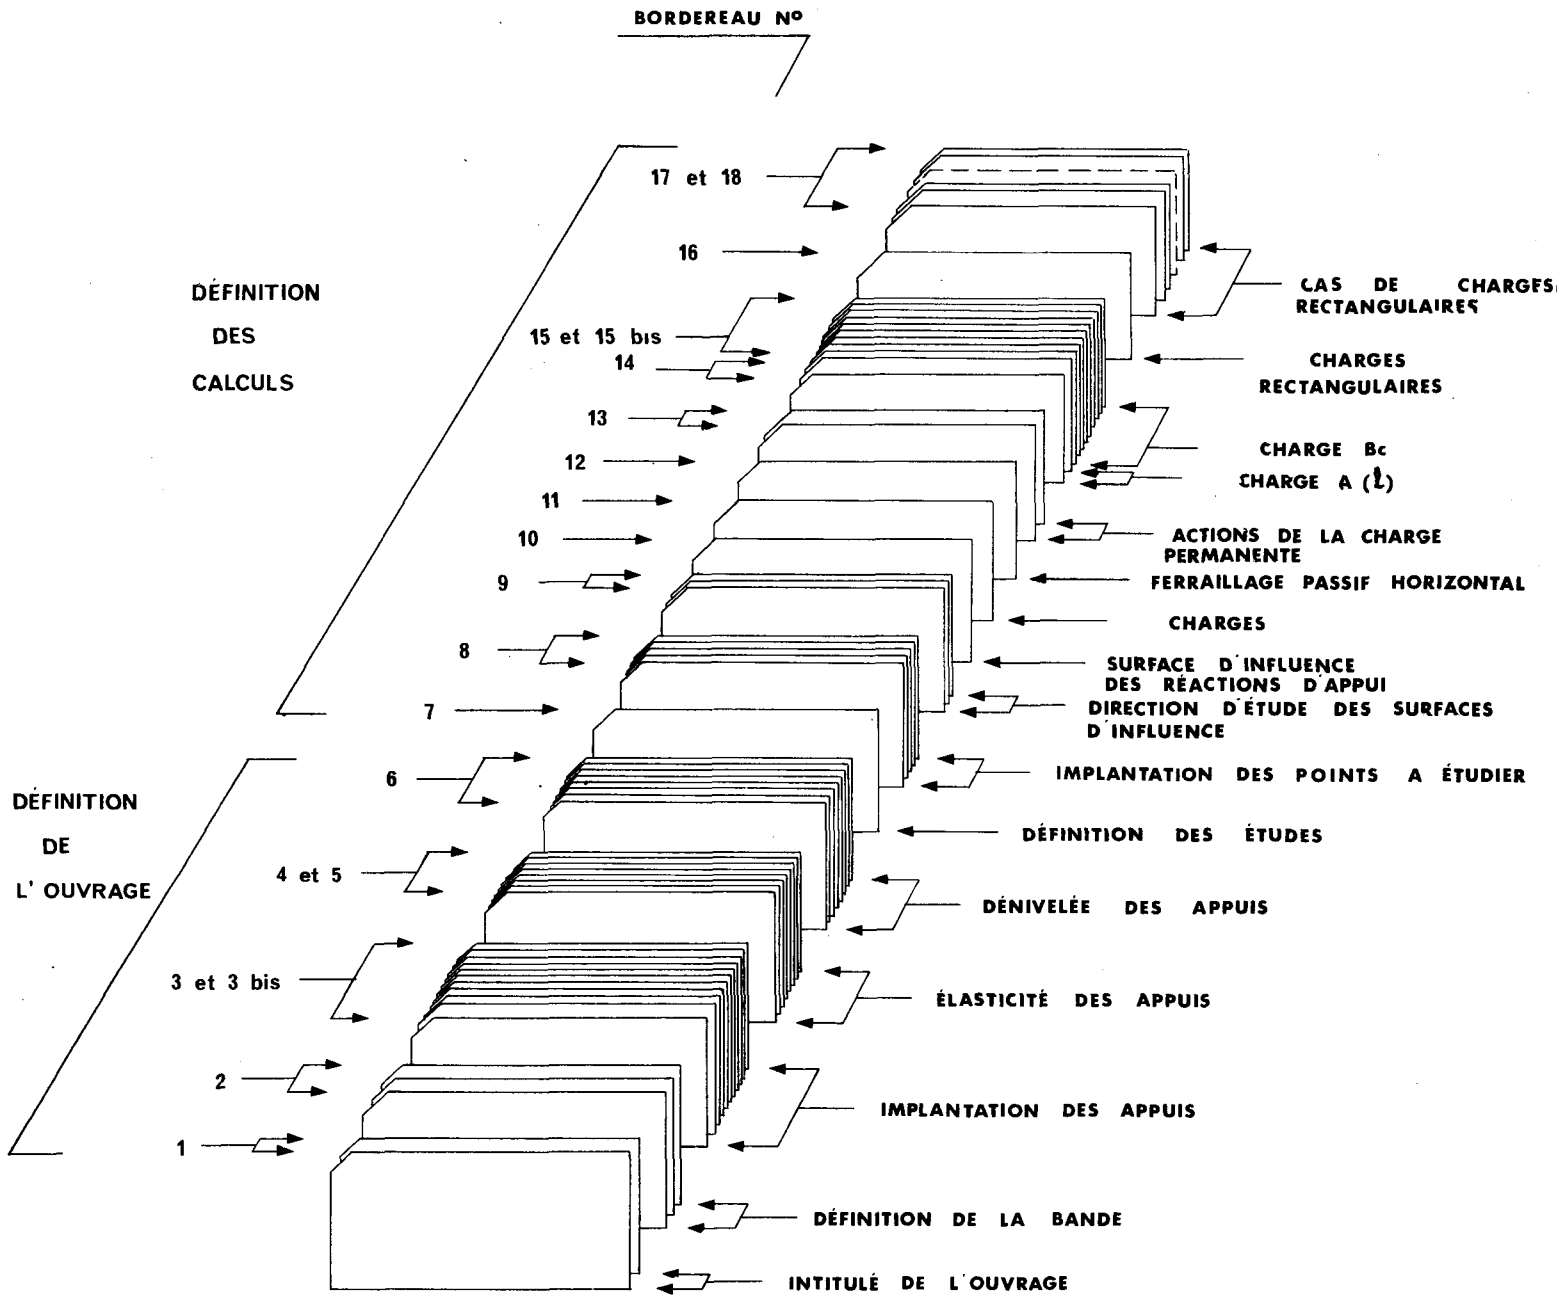 BORDEREAU Nº
DÉFINITION
DES
CALCULS
DÉFINITION
DE
L' OUVRAGE
17 et 18
16
15 et 15 bis
14
13
12
11
10
9
8
7
6
4 et 5
3 et 3 bis
2
1
CAS DE CHARGES
RECTANGULAIRES
CHARGES
RECTANGULAIRES
CHARGE Bc
CHARGE A (ℓ)
ACTIONS DE LA CHARGE
PERMANENTE
FERRAILLAGE PASSIF HORIZONTAL
CHARGES
SURFACE D'INFLUENCE
DES RÉACTIONS D'APPUI
DIRECTION D'ÉTUDE DES SURFACES
D'INFLUENCE
IMPLANTATION DES POINTS A ÉTUDIER
DÉFINITION DES ÉTUDES
DÉNIVELÉE DES APPUIS
ÉLASTICITÉ DES APPUIS
IMPLANTATION DES APPUIS
DÉFINITION DE LA BANDE
INTITULÉ DE L'OUVRAGE